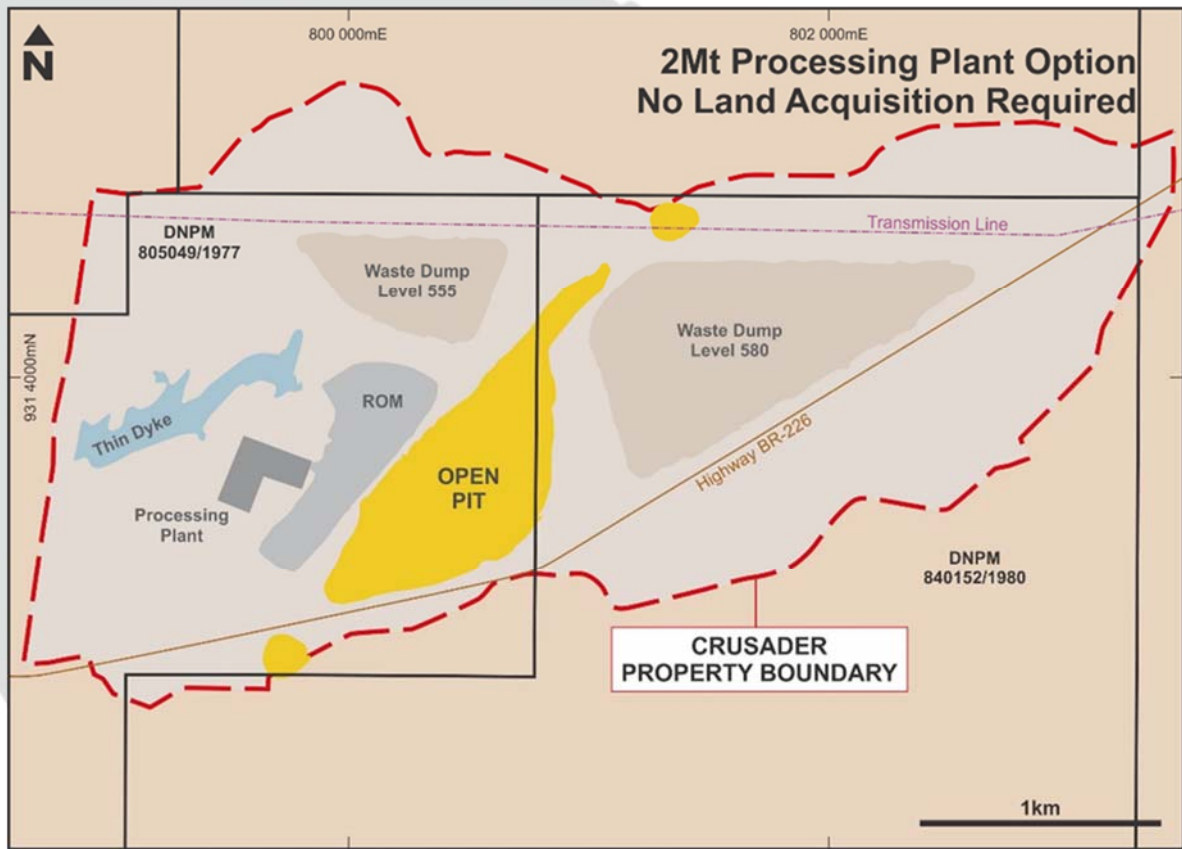 800 000mE
802 000mE
N
2Mt Processing Plant Option
No Land Acquisition Required
Transmission Line
DNPM
805049/1977
Waste Dump
Level 555
Waste Dump
Level 580
931 4000mN
ROM
Thin Dyke
Highway BR-226
OPEN
PIT
Processing
Plant
DNPM
840152/1980
CRUSADER
PROPERTY BOUNDARY
1km